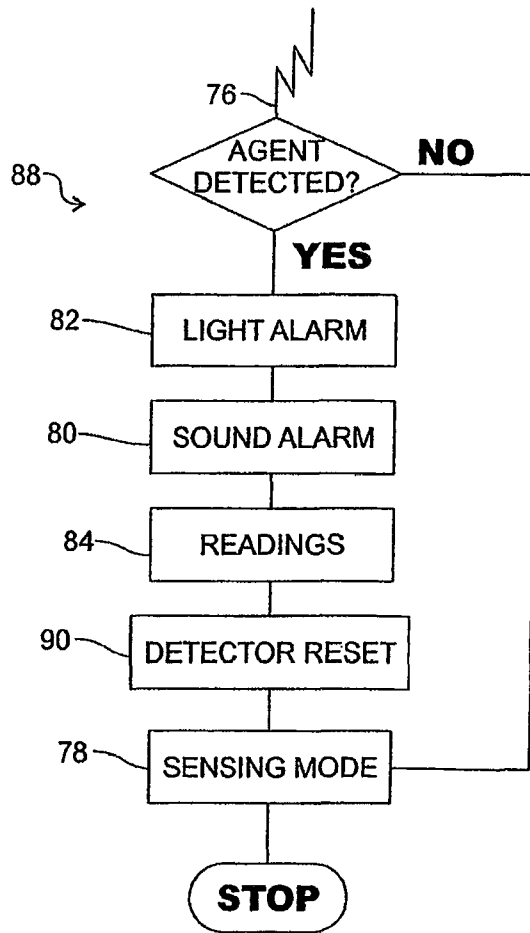 76
AGENT
DETECTED?
NO
88
YES
82
LIGHT ALARM
80
SOUND ALARM
84
READINGS
90
DETECTOR RESET
78
SENSING MODE
STOP